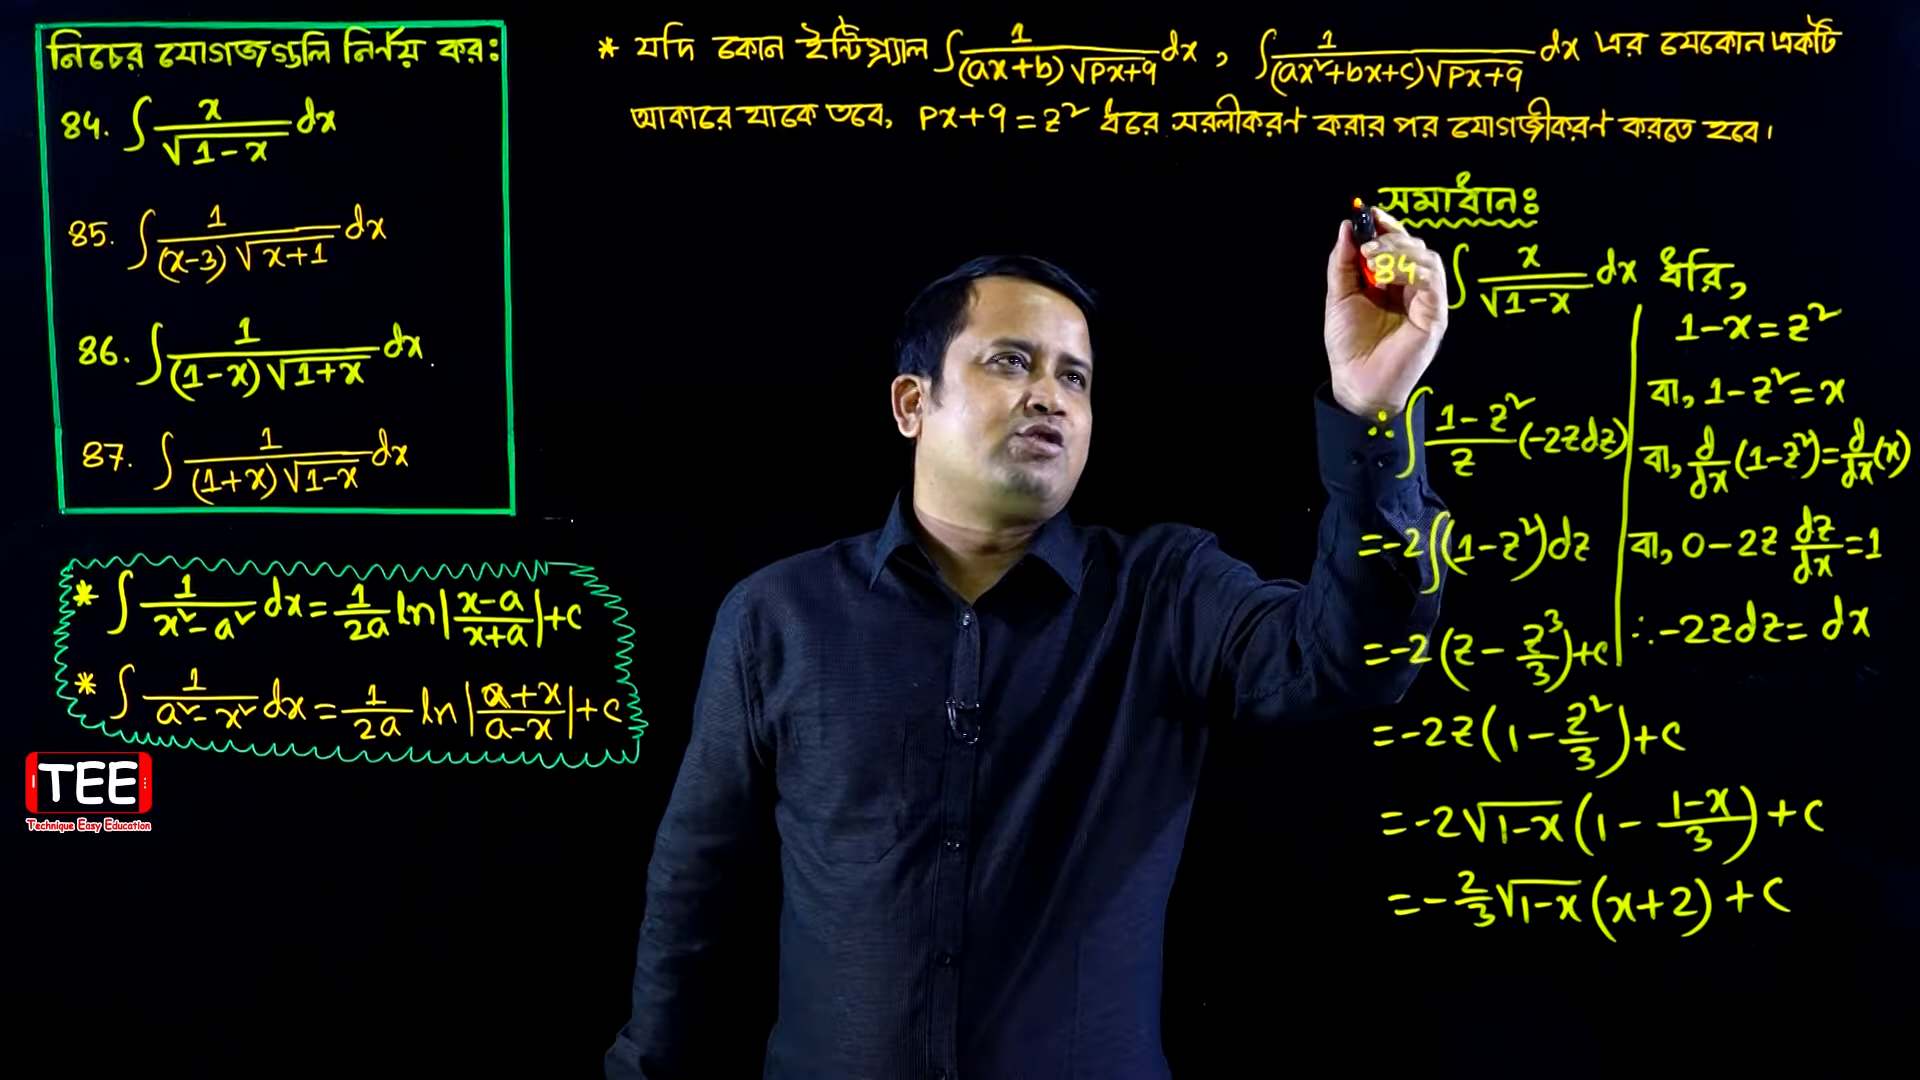 নিচের যোগজগুলি নির্ণয় কর:
84. ∫ x/√(1-x) dx
85. ∫ 1/((x-3)√(x+1)) dx
86. ∫ 1/((1-x)√(1+x)) dx.
87. ∫ 1/((1+x)√(1-x)) dx
* ∫ 1/(x²-a²) dx = 1/2a ln|(x-a)/(x+a)|+c
* ∫ 1/(a²-x²) dx = 1/2a ln|(a+x)/(a-x)|+c
TEE
Technique Easy Education
* যদি কোন ইন্টিগ্র্যাল ∫ 1/((ax+b)√(px+q)) dx, ∫ 1/((ax²+bx+c)√(px+q)) dx এর যেকোন একটি
আকারে থাকে তবে, px+q = z² ধরে সরলীকরণ করার পর যোগজীকরণ করতে হবে।
সমাধান:
84. ∫ x/√(1-x) dx
∴ ∫ (1-z²)/z (-2zdz)
=-2∫(1-z²)dz
=-2(z - z³/3)+c
=-2z(1 - z²/3)+c
=-2√(1-x) (1 - (1-x)/3)+c
=-2/3 √(1-x) (x+2)+c
ধরি,
1-x=z²
বা, 1-z²=x
বা, d/dx (1-z²)= d/dx (x)
বা, 0-2z dz/dx =1
∴ -2zdz= dx